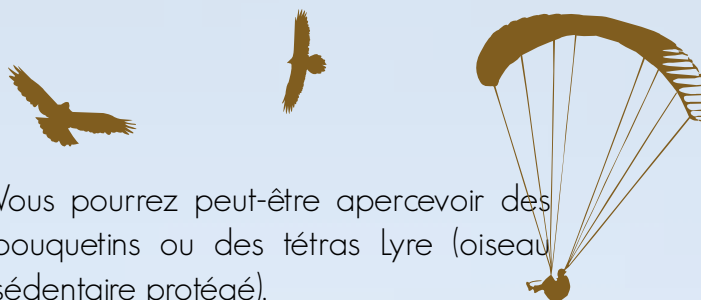 Vous pourrez peut-être apercevoir des
bouquetins ou des tétras Lyre (oiseau
sédentaire protégé).